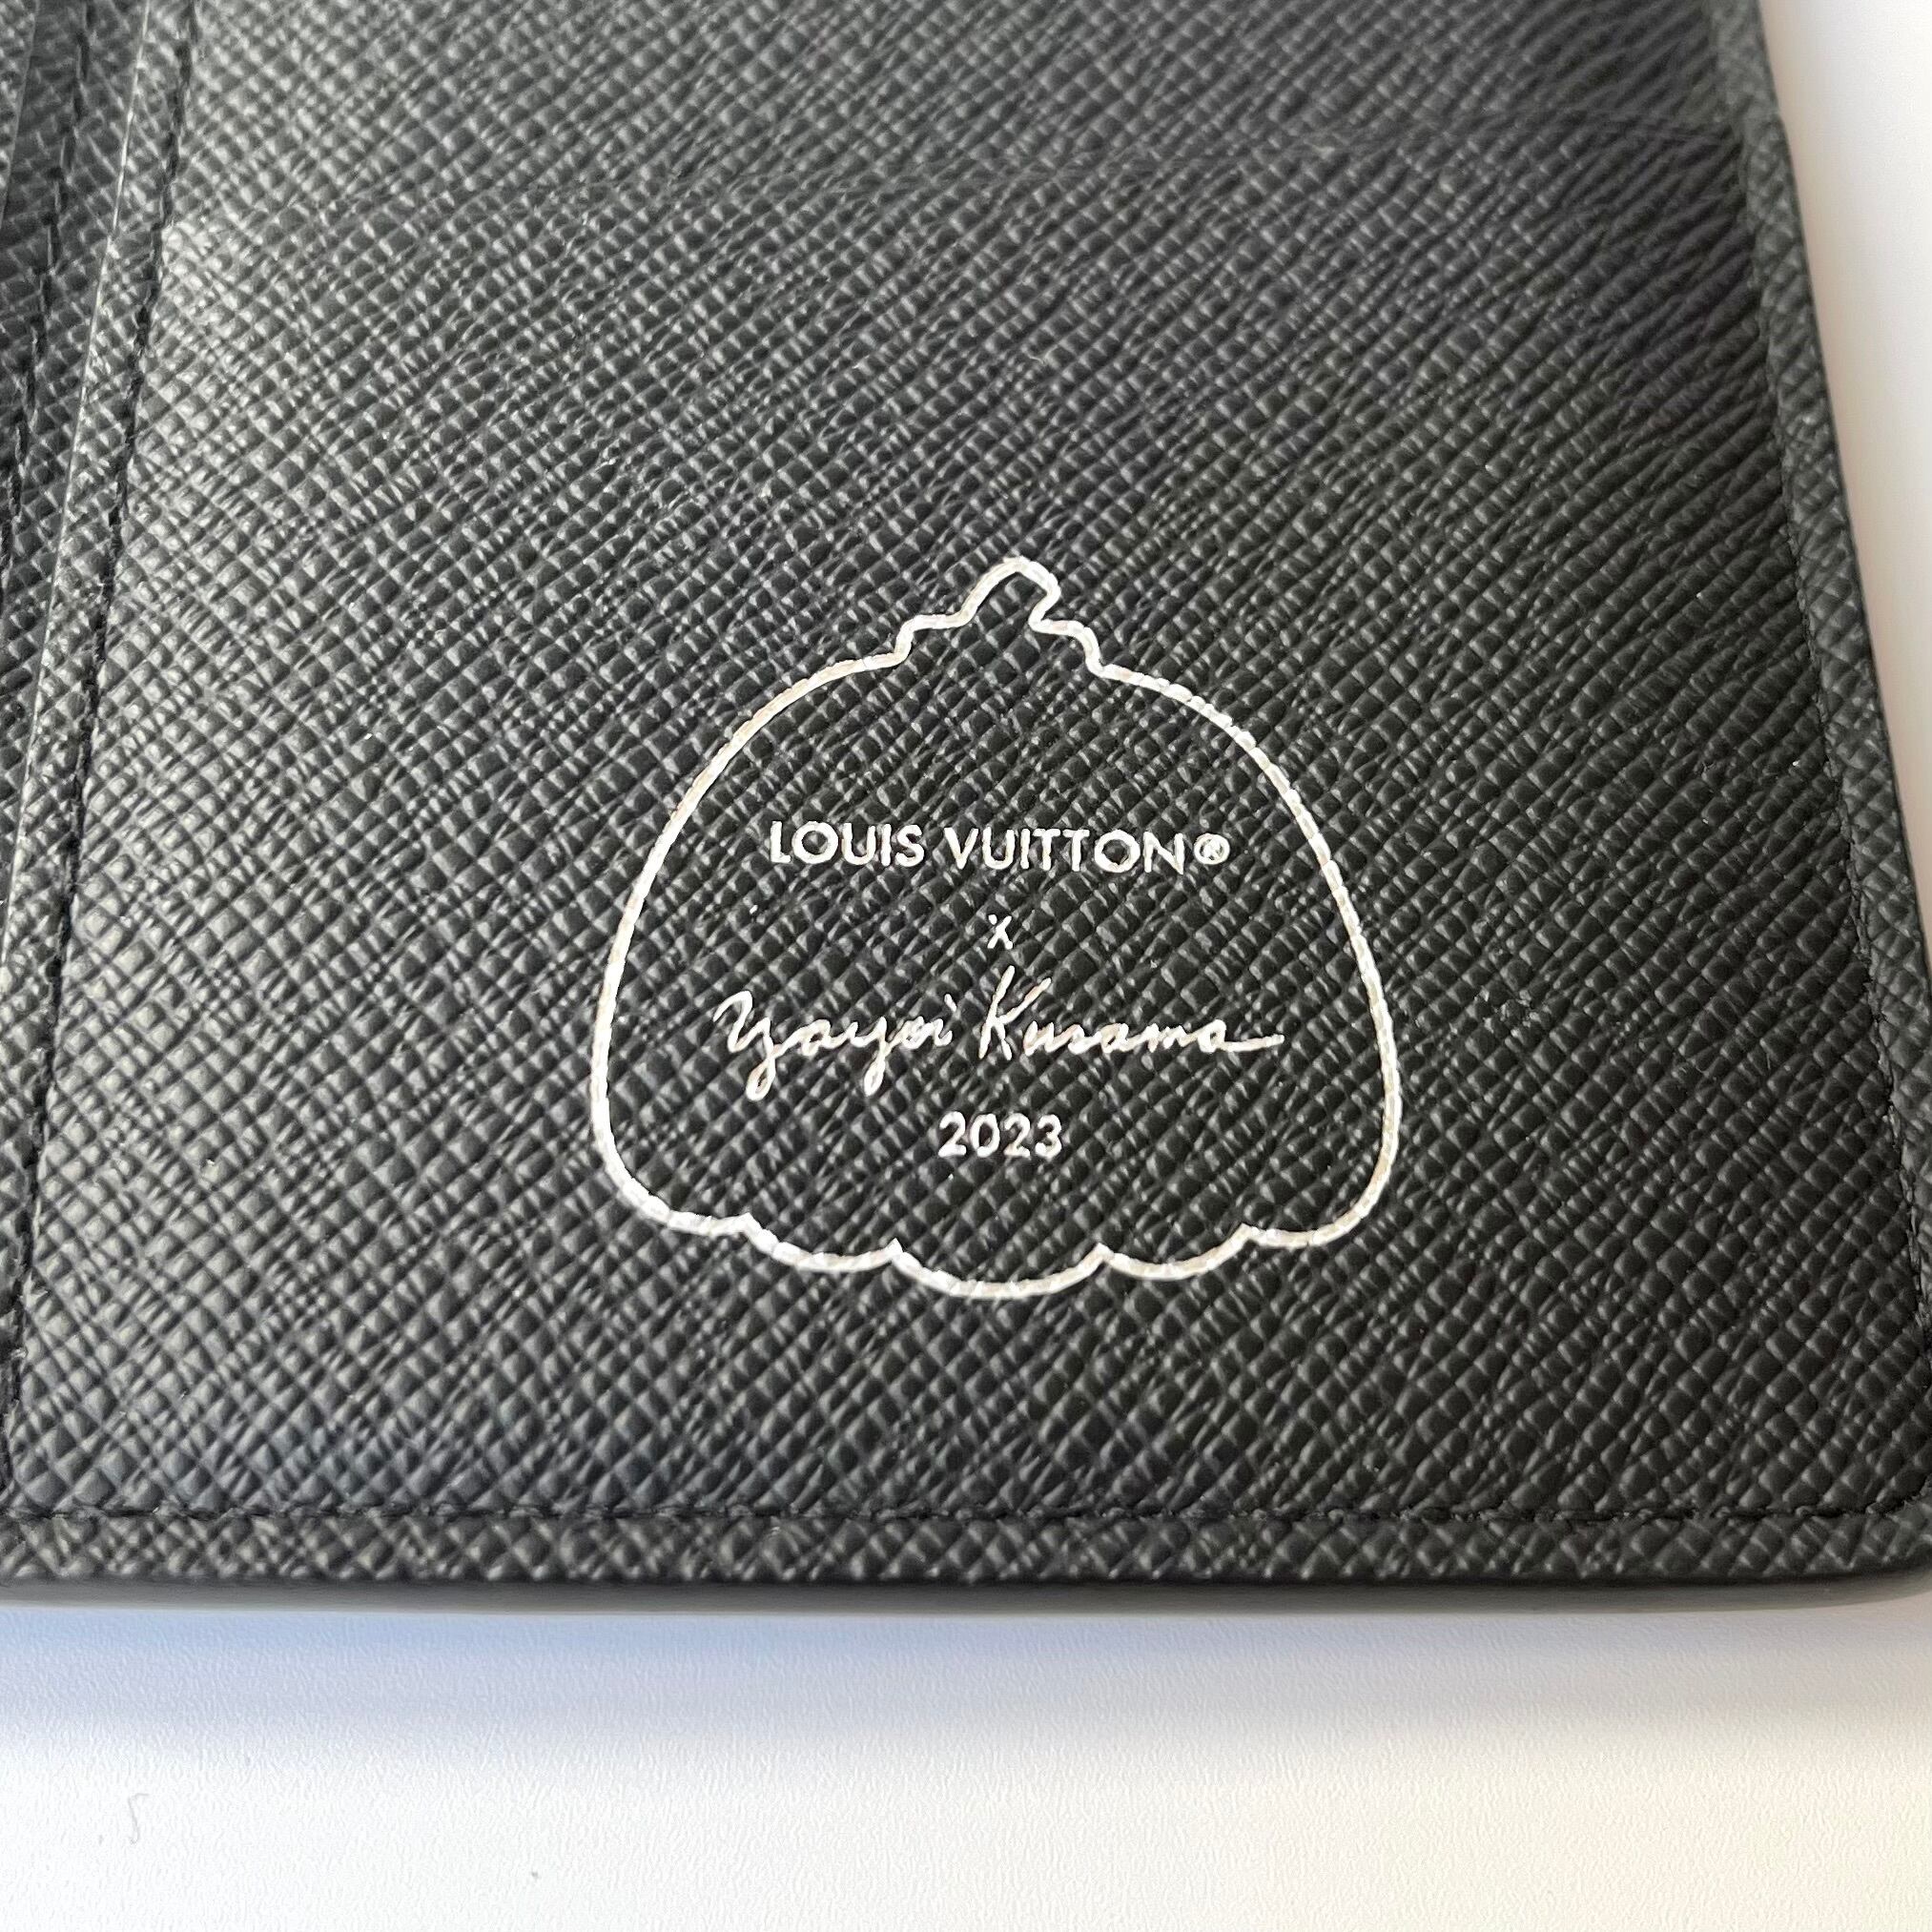 LOUIS VUITTON®
x
Yayoi Kusama
2023